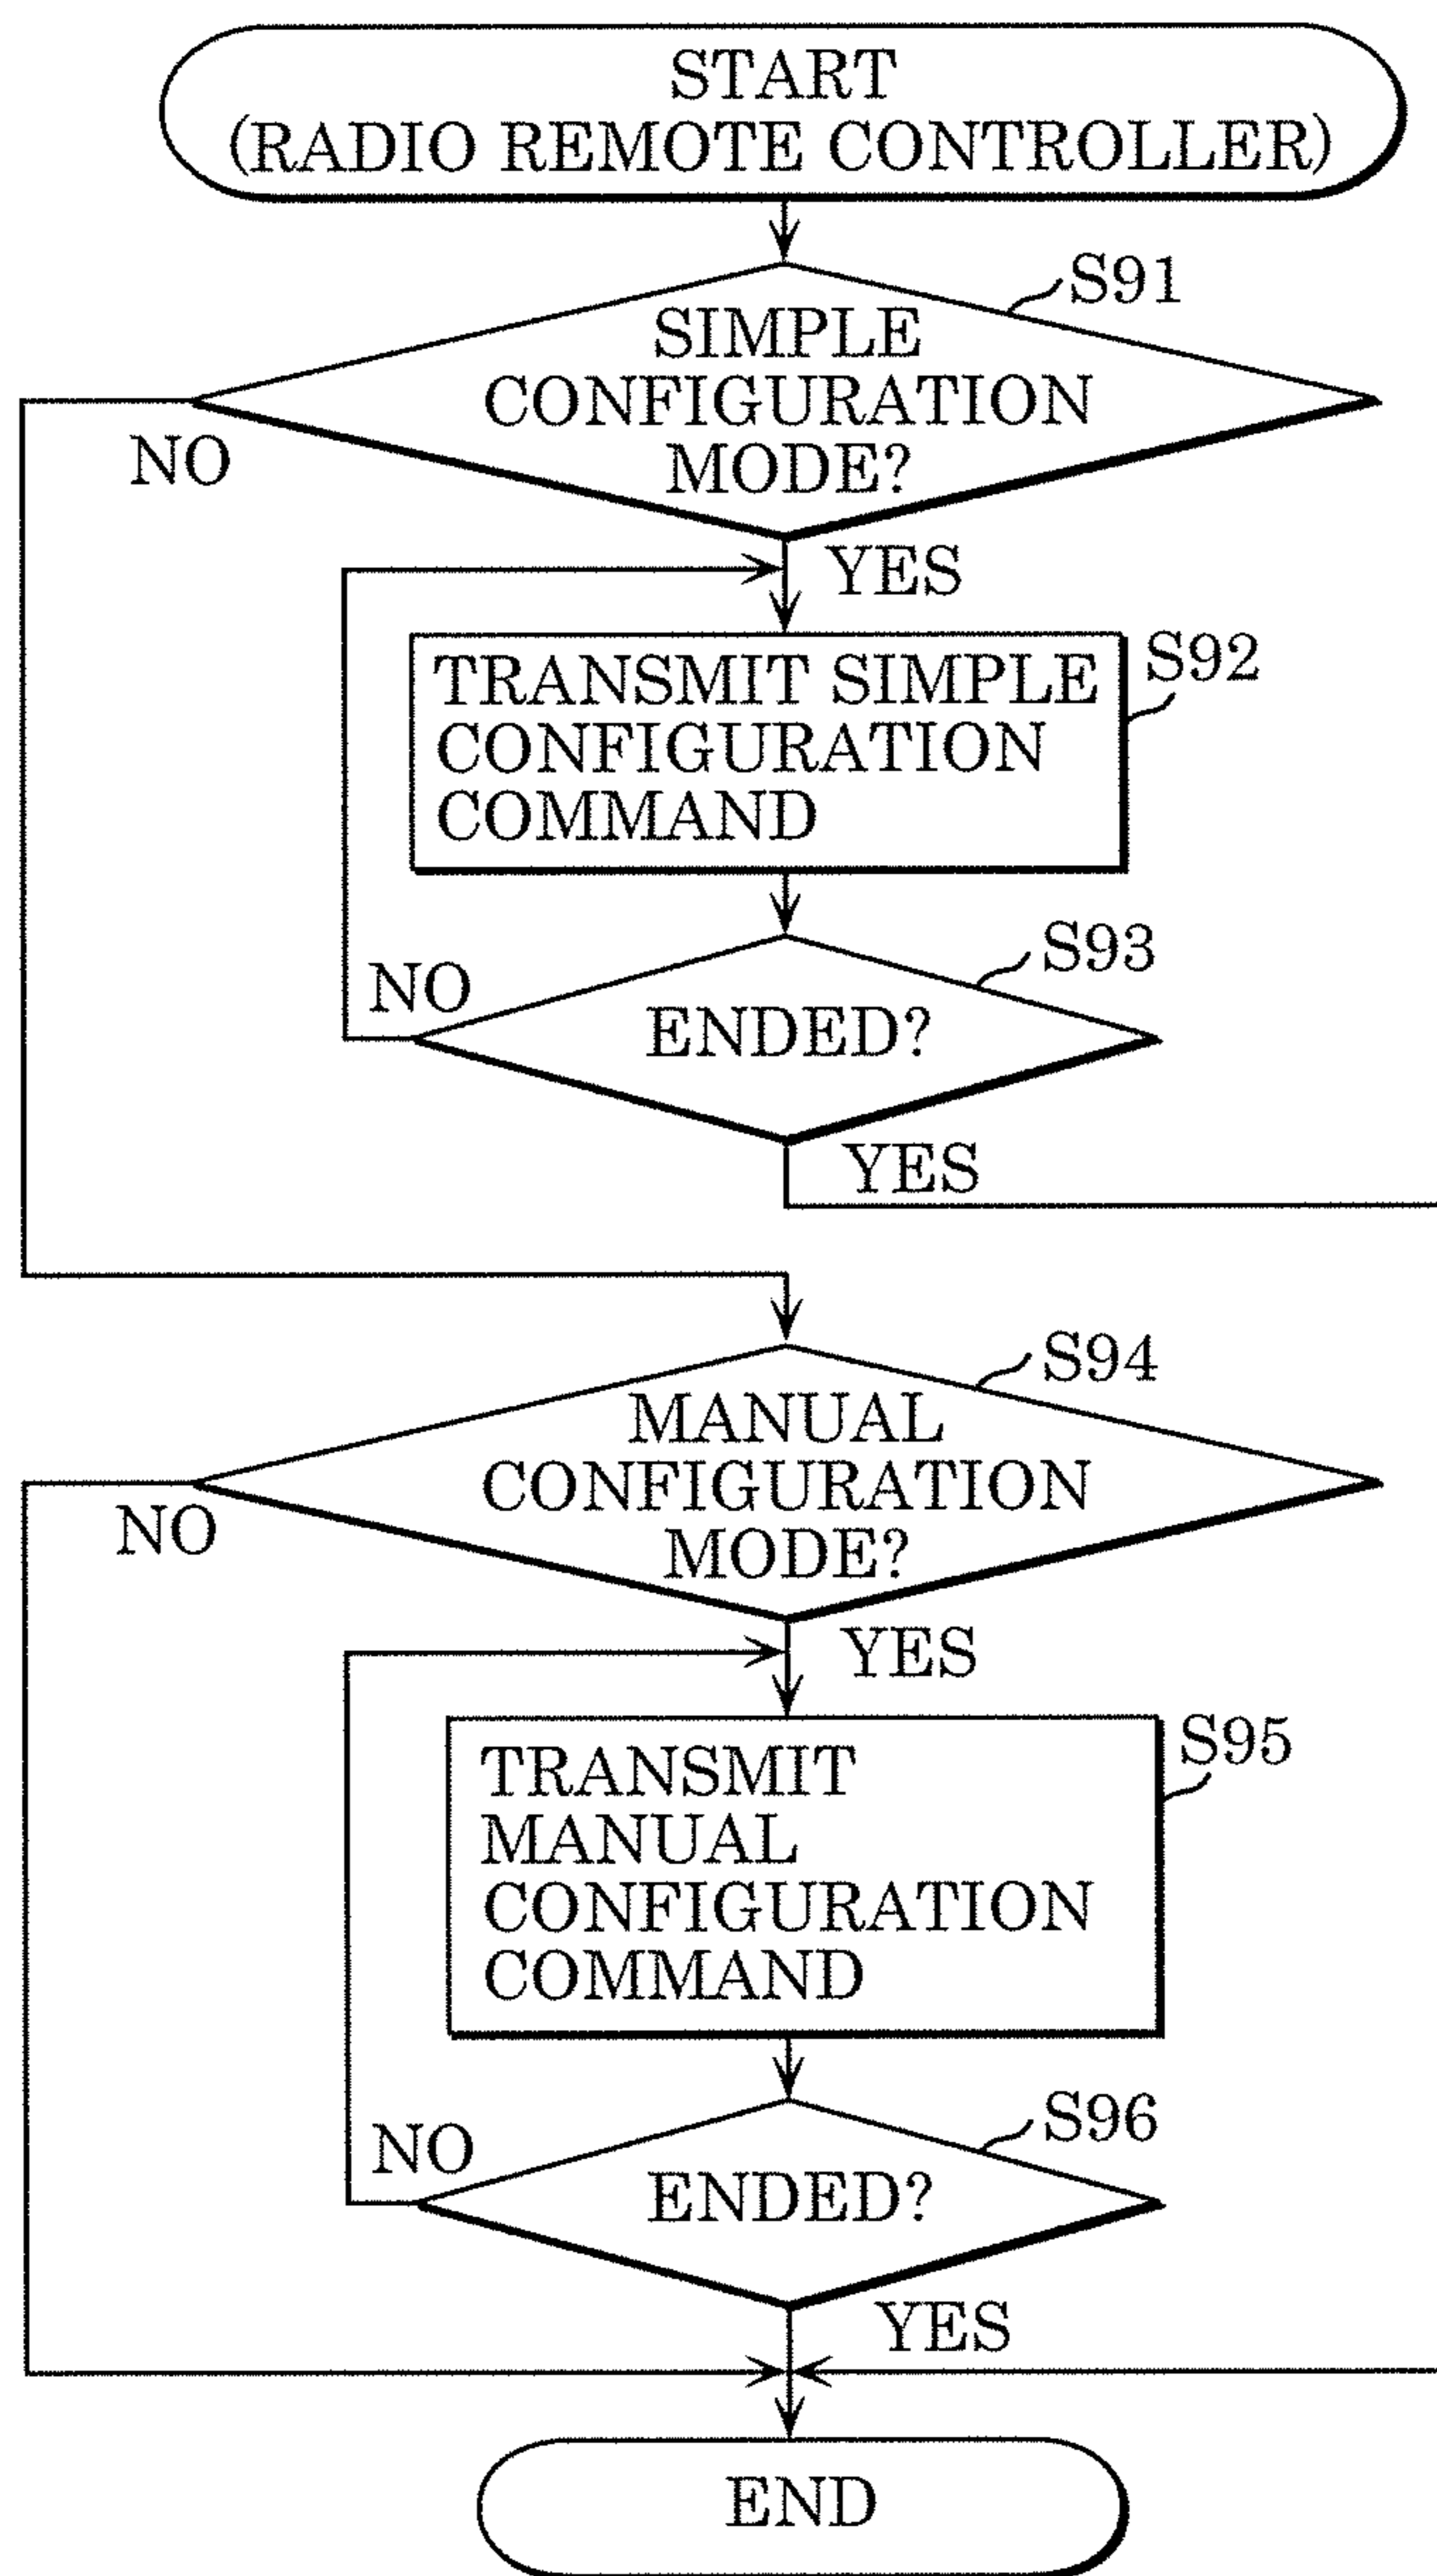 START
(RADIO REMOTE CONTROLLER)
S91
SIMPLE
CONFIGURATION
MODE?
NO
YES
S92
TRANSMIT SIMPLE
CONFIGURATION
COMMAND
S93
NO
ENDED?
YES
S94
MANUAL
CONFIGURATION
MODE?
NO
YES
S95
TRANSMIT
MANUAL
CONFIGURATION
COMMAND
S96
NO
ENDED?
YES
END